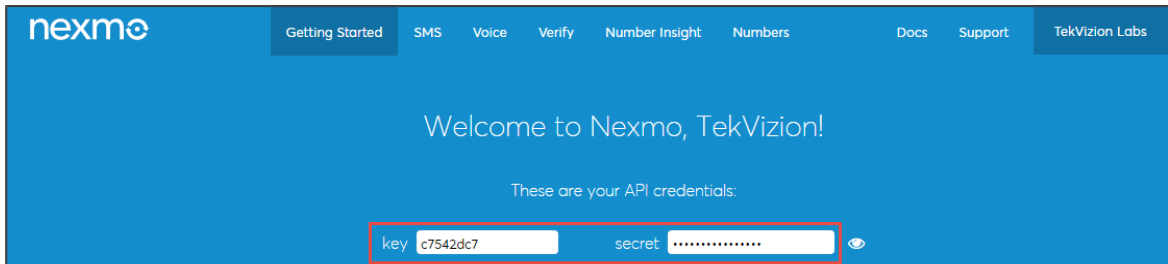 nexmo Getting Started SMS Voice Verify Number Insight Numbers Docs Support TekVizion Labs
Welcome to Nexmo, TekVizion!
These are your API credentials:
key c7542dc7 secret ••••••••••••••••